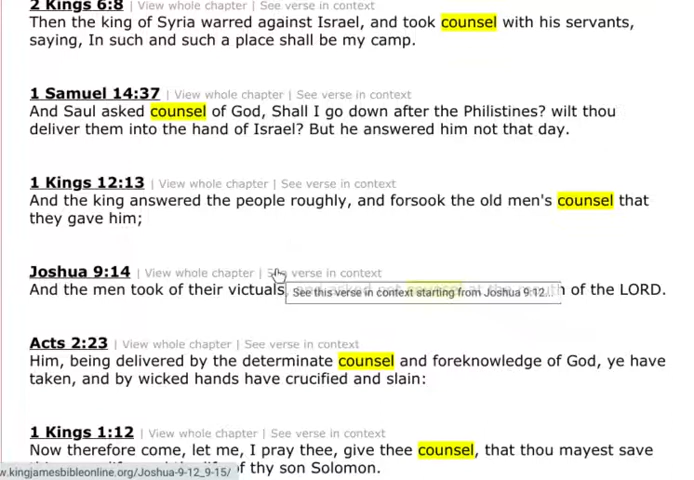 2 Kings 6:8 | View whole chapter | See verse in context
Then the king of Syria warred against Israel, and took counsel with his servants,
saying, In such and such a place shall be my camp.
1 Samuel 14:37 | View whole chapter | See verse in context
And Saul asked counsel of God, Shall I go down after the Philistines? wilt thou
deliver them into the hand of Israel? But he answered him not that day.
1 Kings 12:13 | View whole chapter | See verse in context
And the king answered the people roughly, and forsook the old men's counsel that
they gave him;
Joshua 9:14 | View whole chapter | verse in context
And the men took of their victuals, of the LORD.
See this verse in context starting from Joshua 9:12...
Acts 2:23 | View whole chapter | See verse in context
Him, being delivered by the determinate counsel and foreknowledge of God, ye have
taken, and by wicked hands have crucified and slain:
1 Kings 1:12 | View whole chapter | See verse in context
Now therefore come, let me, I pray thee, give thee counsel, that thou mayest save
of thy son Solomon.
w.kingjamesbibleonline.org/Joshua-9-12_9-15/